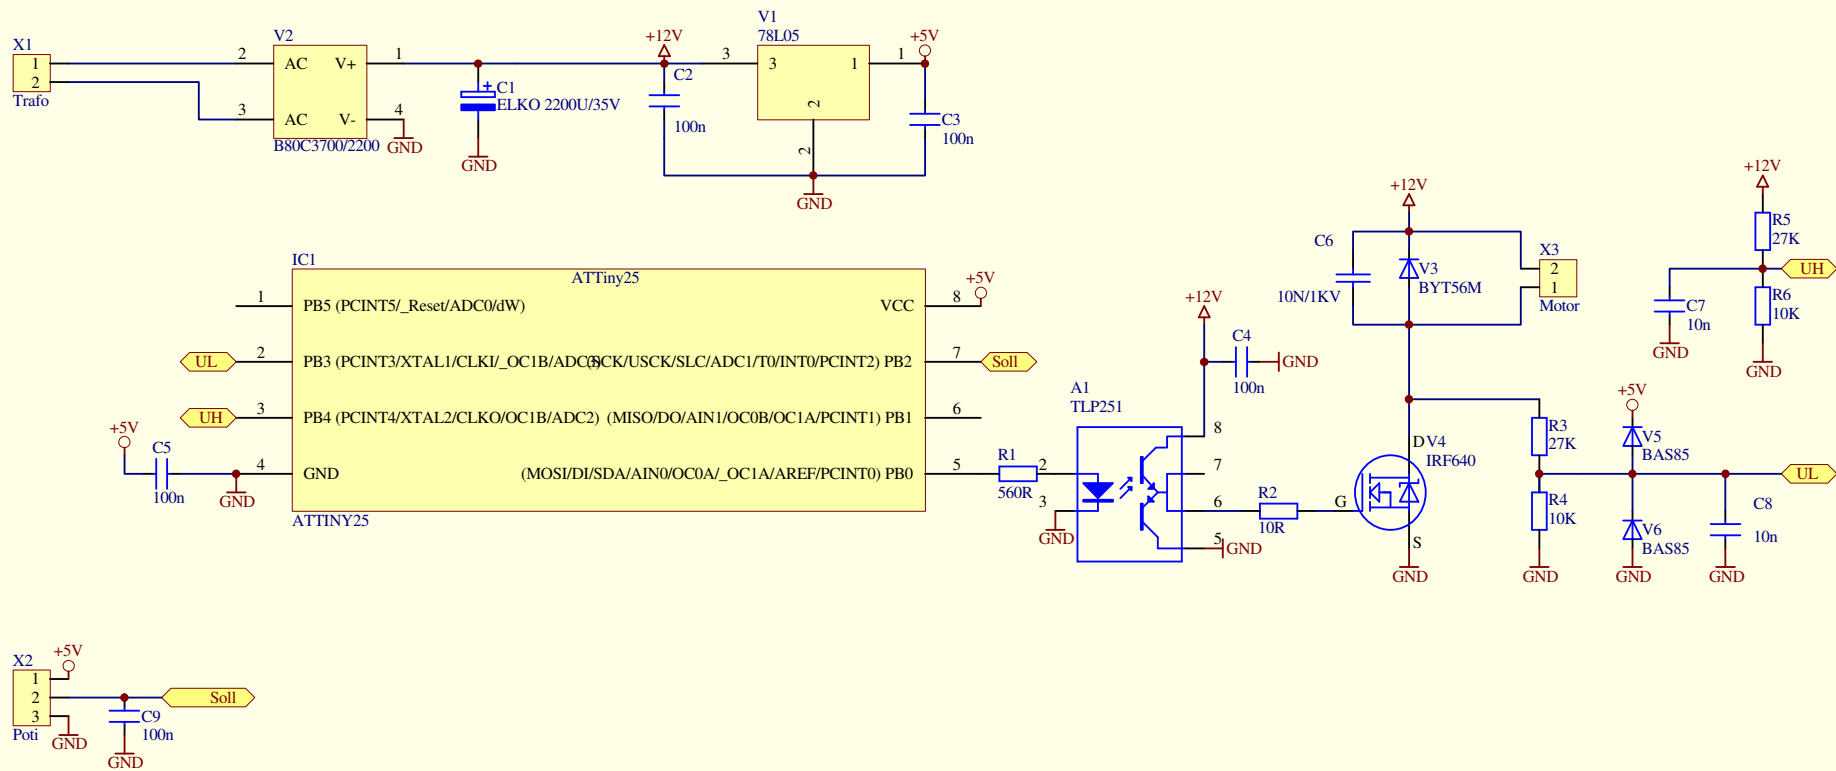 X1
1
2
Trafo
2
3
V2
AC
V+
AC
V-
B80C3700/2200
1
4
GND
C1
ELKO 2200U/35V
GND
+12V
C2
100n
3
V1
78L05
3
1
2
2
GND
1
+5V
C3
100n
IC1
ATTiny25
1
PB5 (PCINT5/_Reset/ADC0/dW)
VCC
8
+5V
UL
2
PB3 (PCINT3/XTAL1/CLKI/_OC1B/ADC3)
(SCK/USCK/SLC/ADC1/T0/INT0/PCINT2) PB2
7
Soll
UH
3
PB4 (PCINT4/XTAL2/CLKO/OC1B/ADC2)
(MISO/DO/AIN1/OC0B/OC1A/PCINT1) PB1
6
+5V
C5
100n
4
GND
GND
(MOSI/DI/SDA/AIN0/OC0A/_OC1A/AREF/PCINT0) PB0
5
ATTINY25
R1
560R
2
3
GND
A1
TLP251
+12V
C4
100n
GND
8
7
6
5
GND
R2
10R
G
D
S
V4
IRF640
GND
+12V
C6
10N/1KV
V3
BYT56M
X3
2
1
Motor
R3
27K
R4
10K
GND
+5V
V5
BAS85
V6
BAS85
GND
UL
C8
10n
GND
+12V
R5
27K
UH
R6
10K
GND
C7
10n
GND
X2
1
2
3
Poti
+5V
GND
Soll
C9
100n
GND